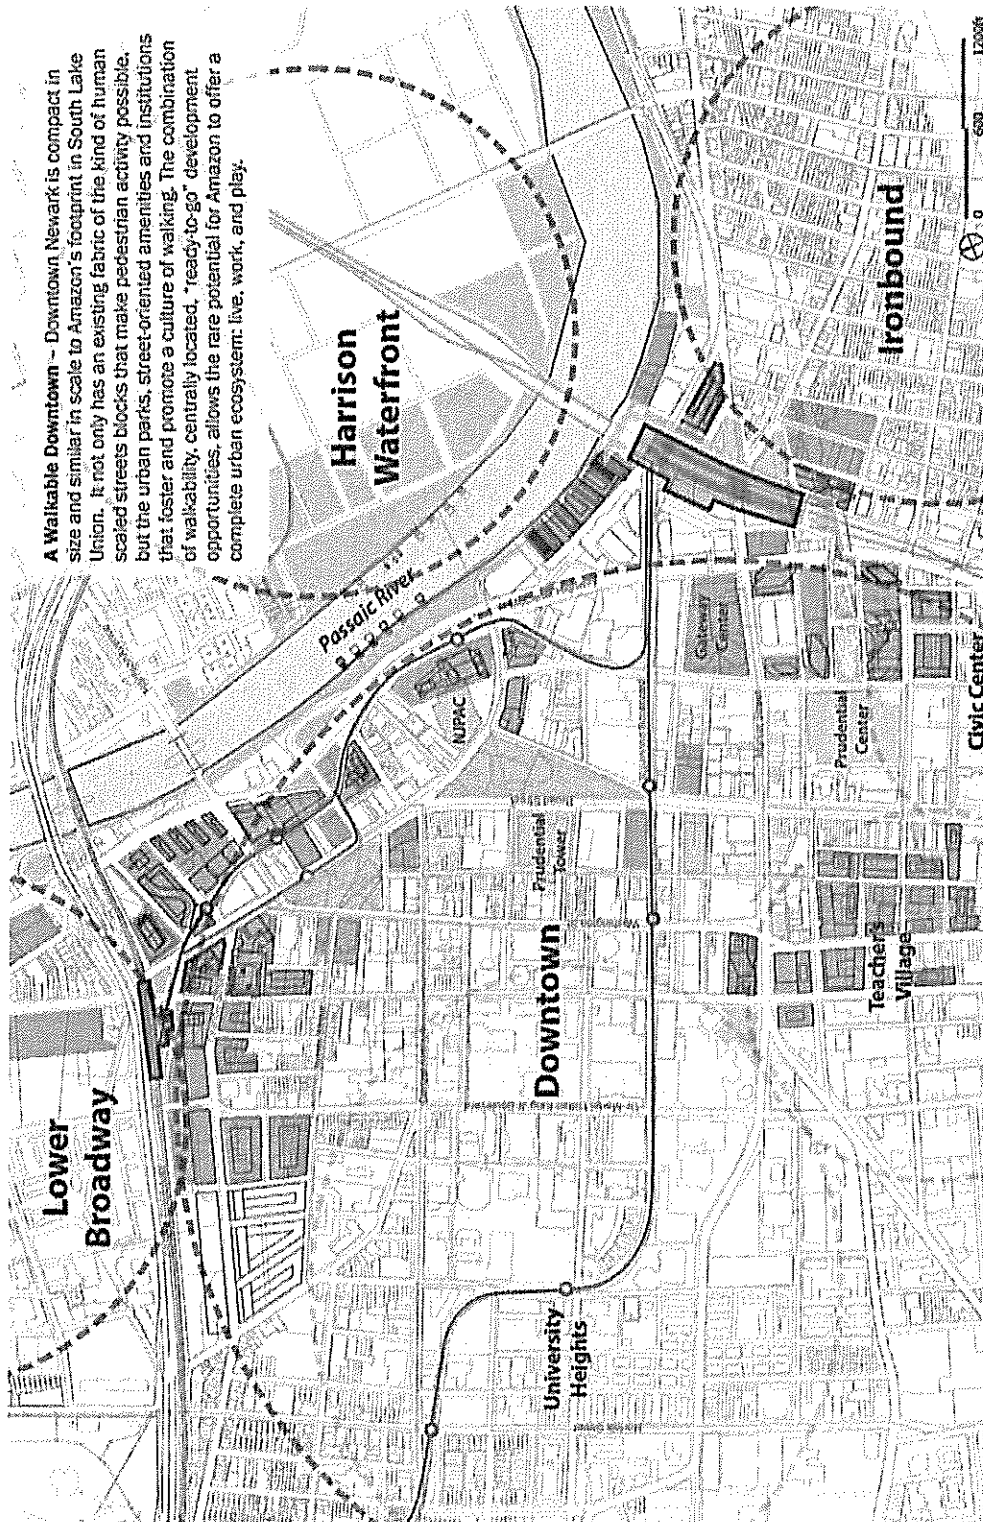 A Walkable Downtown – Downtown Newark is compact in
size and similar in scale to Amazon's footprint in South Lake
Union. It not only has an existing fabric of the kind of human
scaled streets blocks that make pedestrian activity possible,
but the urban parks, street-oriented amenities and institutions
that foster and promote a culture of walking. The combination
of walkability, centrally located, "ready-to-go" development
opportunities, allows the rare potential for Amazon to offer a
complete urban ecosystem: live, work, and play.
Harrison
Waterfront
Passaic River
Lower
Broadway
NJPAC
Gateway
Center
Ironbound
Prudential
Tower
Prudential
Center
Downtown
Civic Center
Teacher's
Village
University
Heights
Broad Street
Washington
0 600 1200ft